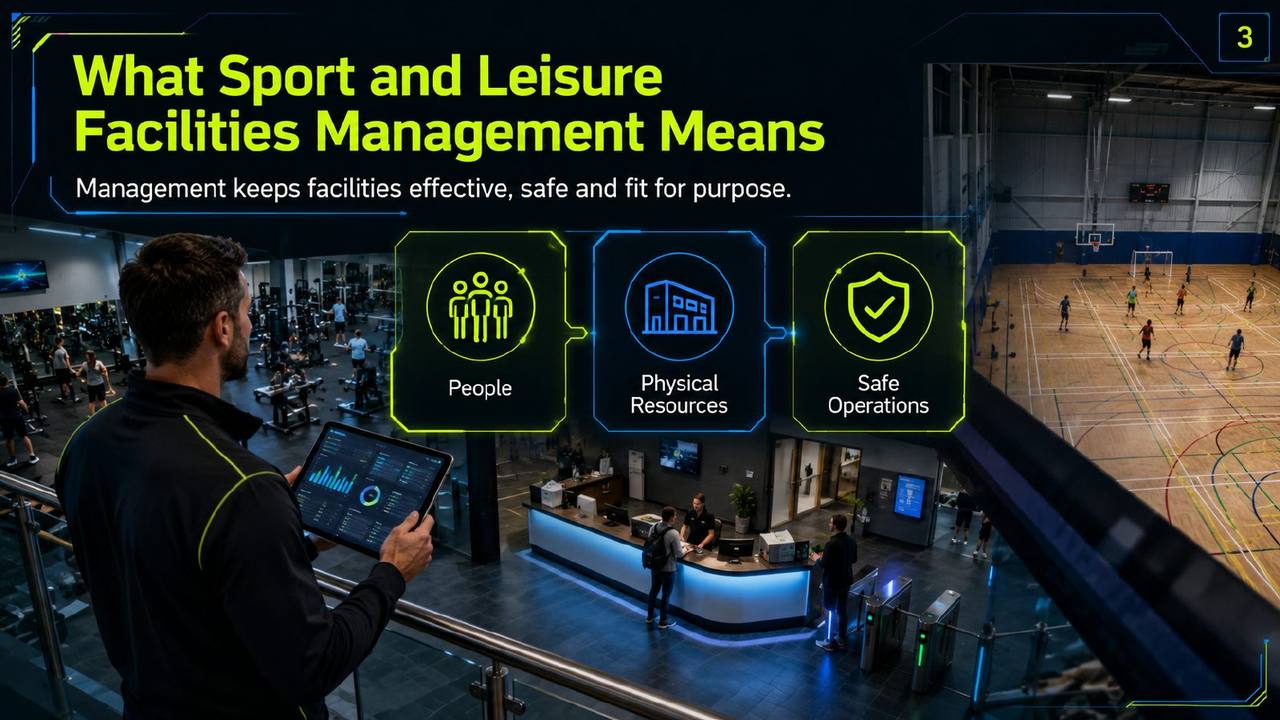 3
What Sport and Leisure
Facilities Management Means
Management keeps facilities effective, safe and fit for purpose.
People
Physical
Resources
Safe
Operations